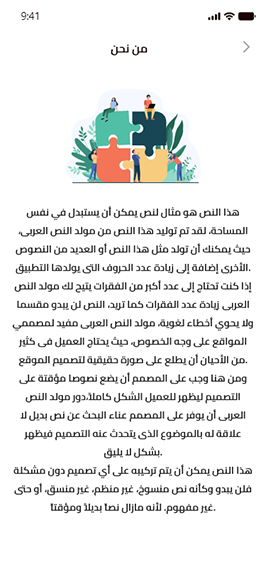 9:41
من نحن
هذا النص هو مثال لنص يمكن أن يستبدل في نفس
المساحة، لقد تم توليد هذا النص من مولد النص العربى،
حيث يمكنك أن تولد مثل هذا النص أو العديد من النصوص
.الأخرى إضافة إلى زيادة عدد الحروف التى يولدها التطبيق
إذا كنت تحتاج إلى عدد أكبر من الفقرات يتيح لك مولد النص
العربى زيادة عدد الفقرات كما تريد، النص لن يبدو مقسما
ولا يحوي أخطاء لغوية، مولد النص العربى مفيد لمصممي
المواقع على وجه الخصوص، حيث يحتاج العميل فى كثير
.من الأحيان أن يطلع على صورة حقيقية لتصميم الموقع
ومن هنا وجب على المصمم أن يضع نصوصا مؤقتة على
التصميم ليظهر للعميل الشكل كاملاً،دور مولد النص
العربى أن يوفر على المصمم عناء البحث عن نص بديل لا
علاقة له بالموضوع الذى يتحدث عنه التصميم فيظهر
.بشكل لا يليق
هذا النص يمكن أن يتم تركيبه على أي تصميم دون مشكلة
فلن يبدو وكأنه نص منسوخ، غير منظم، غير منسق، أو حتى
.غير مفهوم. لأنه مازال نصاً بديلاً ومؤقتاً